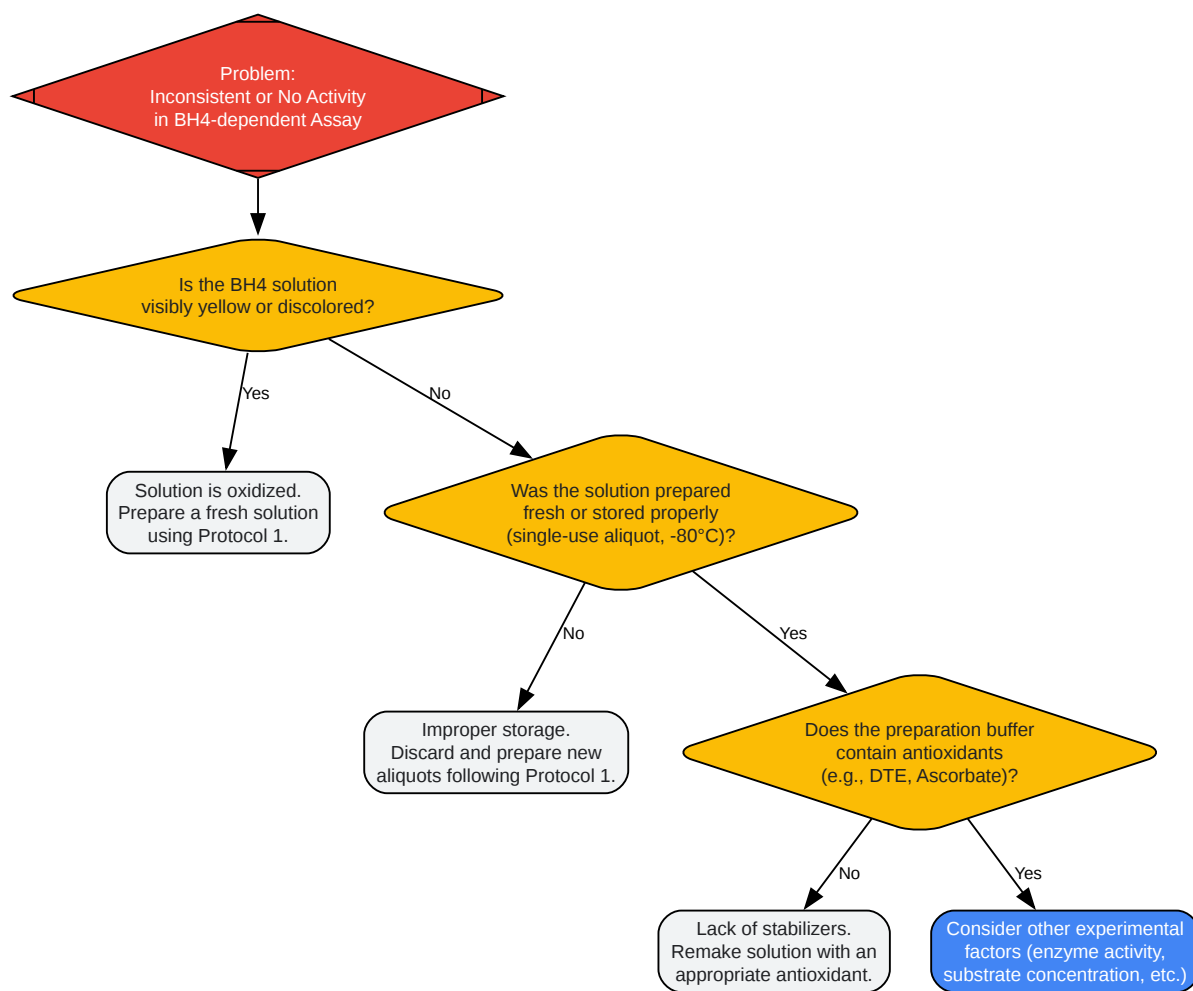 Problem:
Inconsistent or No Activity
in BH4-dependent Assay
Is the BH4 solution
visibly yellow or discolored?
Yes
No
Solution is oxidized.
Prepare a fresh solution
using Protocol 1.
Was the solution prepared
fresh or stored properly
(single-use aliquot, -80°C)?
No
Yes
Improper storage.
Discard and prepare new
aliquots following Protocol 1.
Does the preparation buffer
contain antioxidants
(e.g., DTE, Ascorbate)?
No
Yes
Lack of stabilizers.
Remake solution with an
appropriate antioxidant.
Consider other experimental
factors (enzyme activity,
substrate concentration, etc.)